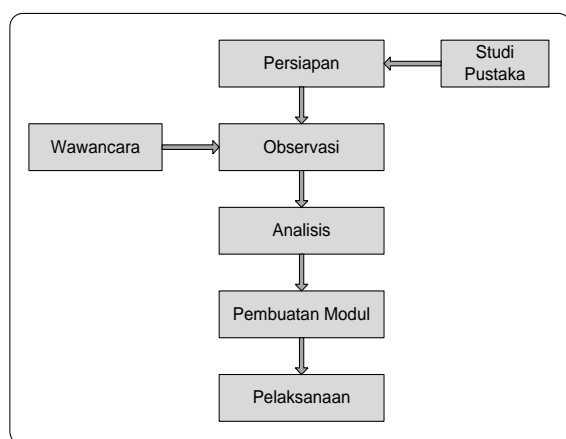 Persiapan
Studi
Pustaka
Wawancara
Observasi
Analisis
Pembuatan Modul
Pelaksanaan